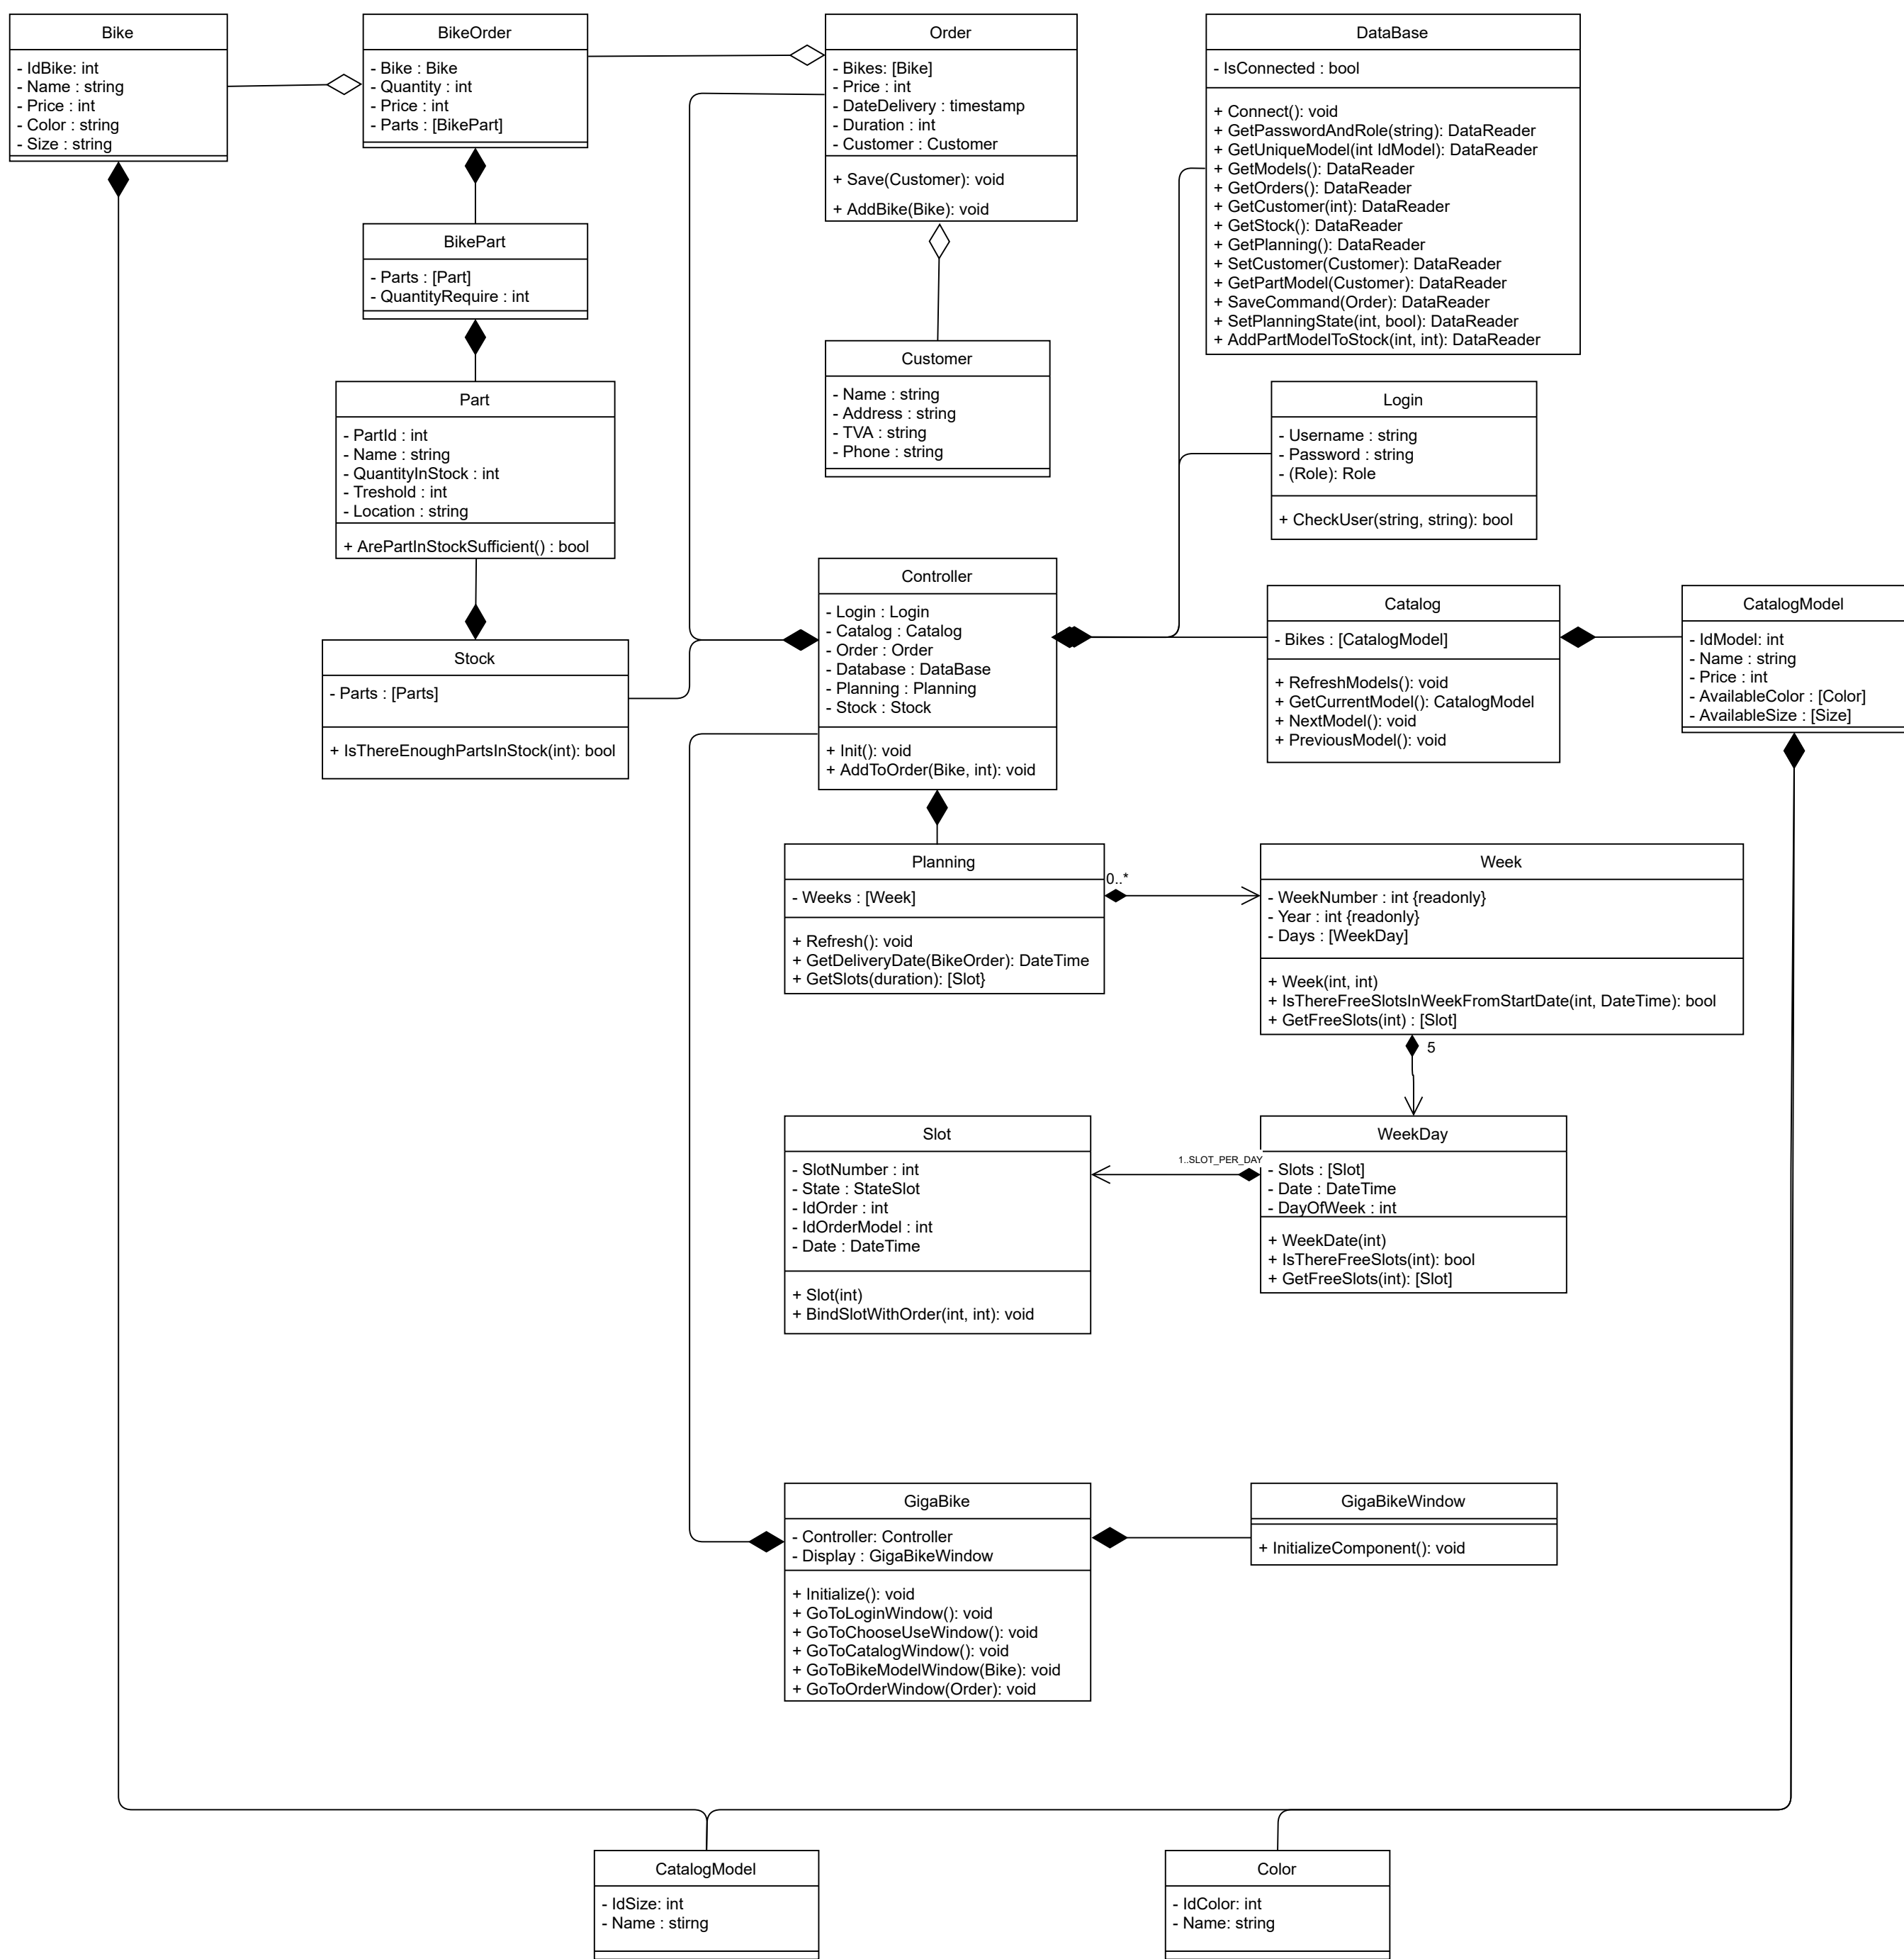 Bike
- IdBike: int
- Name : string
- Price : int
- Color : string
- Size : string
BikeOrder
- Bike : Bike
- Quantity : int
- Price : int
- Parts : [BikePart]
Order
- Bikes: [Bike]
- Price : int
- DateDelivery : timestamp
- Duration : int
- Customer : Customer
+ Save(Customer): void
+ AddBike(Bike): void
DataBase
- IsConnected : bool
+ Connect(): void
+ GetPasswordAndRole(string): DataReader
+ GetUniqueModel(int IdModel): DataReader
+ GetModels(): DataReader
+ GetOrders(): DataReader
+ GetCustomer(int): DataReader
+ GetStock(): DataReader
+ GetPlanning(): DataReader
+ SetCustomer(Customer): DataReader
+ GetPartModel(Customer): DataReader
+ SaveCommand(Order): DataReader
+ SetPlanningState(int, bool): DataReader
+ AddPartModelToStock(int, int): DataReader
BikePart
- Parts : [Part]
- QuantityRequire : int
Customer
- Name : string
- Address : string
- TVA : string
- Phone : string
Part
- PartId : int
- Name : string
- QuantityInStock : int
- Treshold : int
- Location : string
+ ArePartInStockSufficient() : bool
Login
- Username : string
- Password : string
- (Role): Role
+ CheckUser(string, string): bool
Controller
- Login : Login
- Catalog : Catalog
- Order : Order
- Database : DataBase
- Planning : Planning
- Stock : Stock
+ Init(): void
+ AddToOrder(Bike, int): void
Catalog
- Bikes : [CatalogModel]
+ RefreshModels(): void
+ GetCurrentModel(): CatalogModel
+ NextModel(): void
+ PreviousModel(): void
CatalogModel
- IdModel: int
- Name : string
- Price : int
- AvailableColor : [Color]
- AvailableSize : [Size]
Stock
- Parts : [Parts]
+ IsThereEnoughPartsInStock(int): bool
Planning
- Weeks : [Week]
+ Refresh(): void
+ GetDeliveryDate(BikeOrder): DateTime
+ GetSlots(duration): [Slot}
0..*
Week
- WeekNumber : int {readonly}
- Year : int {readonly}
- Days : [WeekDay]
+ Week(int, int)
+ IsThereFreeSlotsInWeekFromStartDate(int, DateTime): bool
+ GetFreeSlots(int) : [Slot]
5
Slot
- SlotNumber : int
- State : StateSlot
- IdOrder : int
- IdOrderModel : int
- Date : DateTime
+ Slot(int)
+ BindSlotWithOrder(int, int): void
1..SLOT_PER_DAY
WeekDay
- Slots : [Slot]
- Date : DateTime
- DayOfWeek : int
+ WeekDate(int)
+ IsThereFreeSlots(int): bool
+ GetFreeSlots(int): [Slot]
GigaBike
- Controller: Controller
- Display : GigaBikeWindow
+ Initialize(): void
+ GoToLoginWindow(): void
+ GoToChooseUseWindow(): void
+ GoToCatalogWindow(): void
+ GoToBikeModelWindow(Bike): void
+ GoToOrderWindow(Order): void
GigaBikeWindow
+ InitializeComponent(): void
CatalogModel
- IdSize: int
- Name : stirng
Color
- IdColor: int
- Name: string